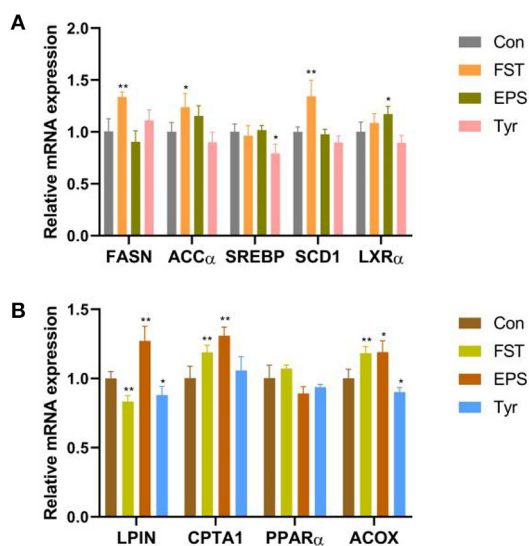 A
Relative mRNA expression
2.0
1.5
1.0
0.5
0.0
** * * ** *
FASN ACCα SREBP SCD1 LXRα
Con
FST
EPS
Tyr
B
Relative mRNA expression
1.5
1.0
0.5
0.0
** ** * ** ** ** * *
LPIN CPTA1 PPARα ACOX
Con
FST
EPS
Tyr